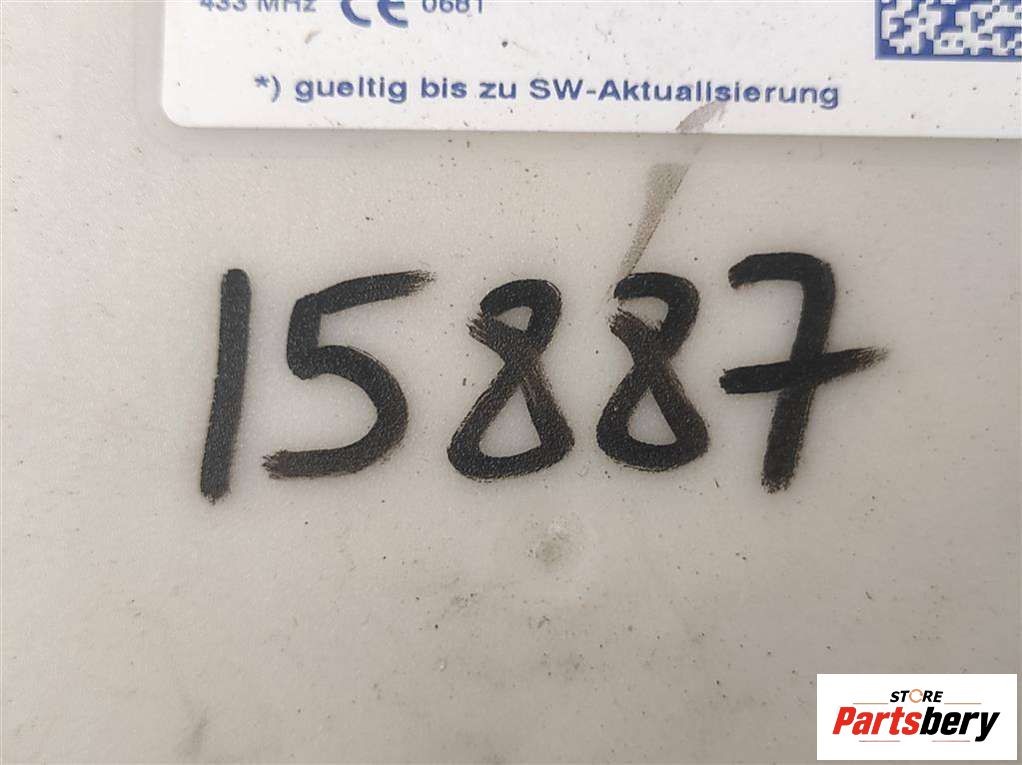 433 MHz CE 0681
*) gueltig bis zu SW-Aktualisierung
15887
STORE
Partsbery